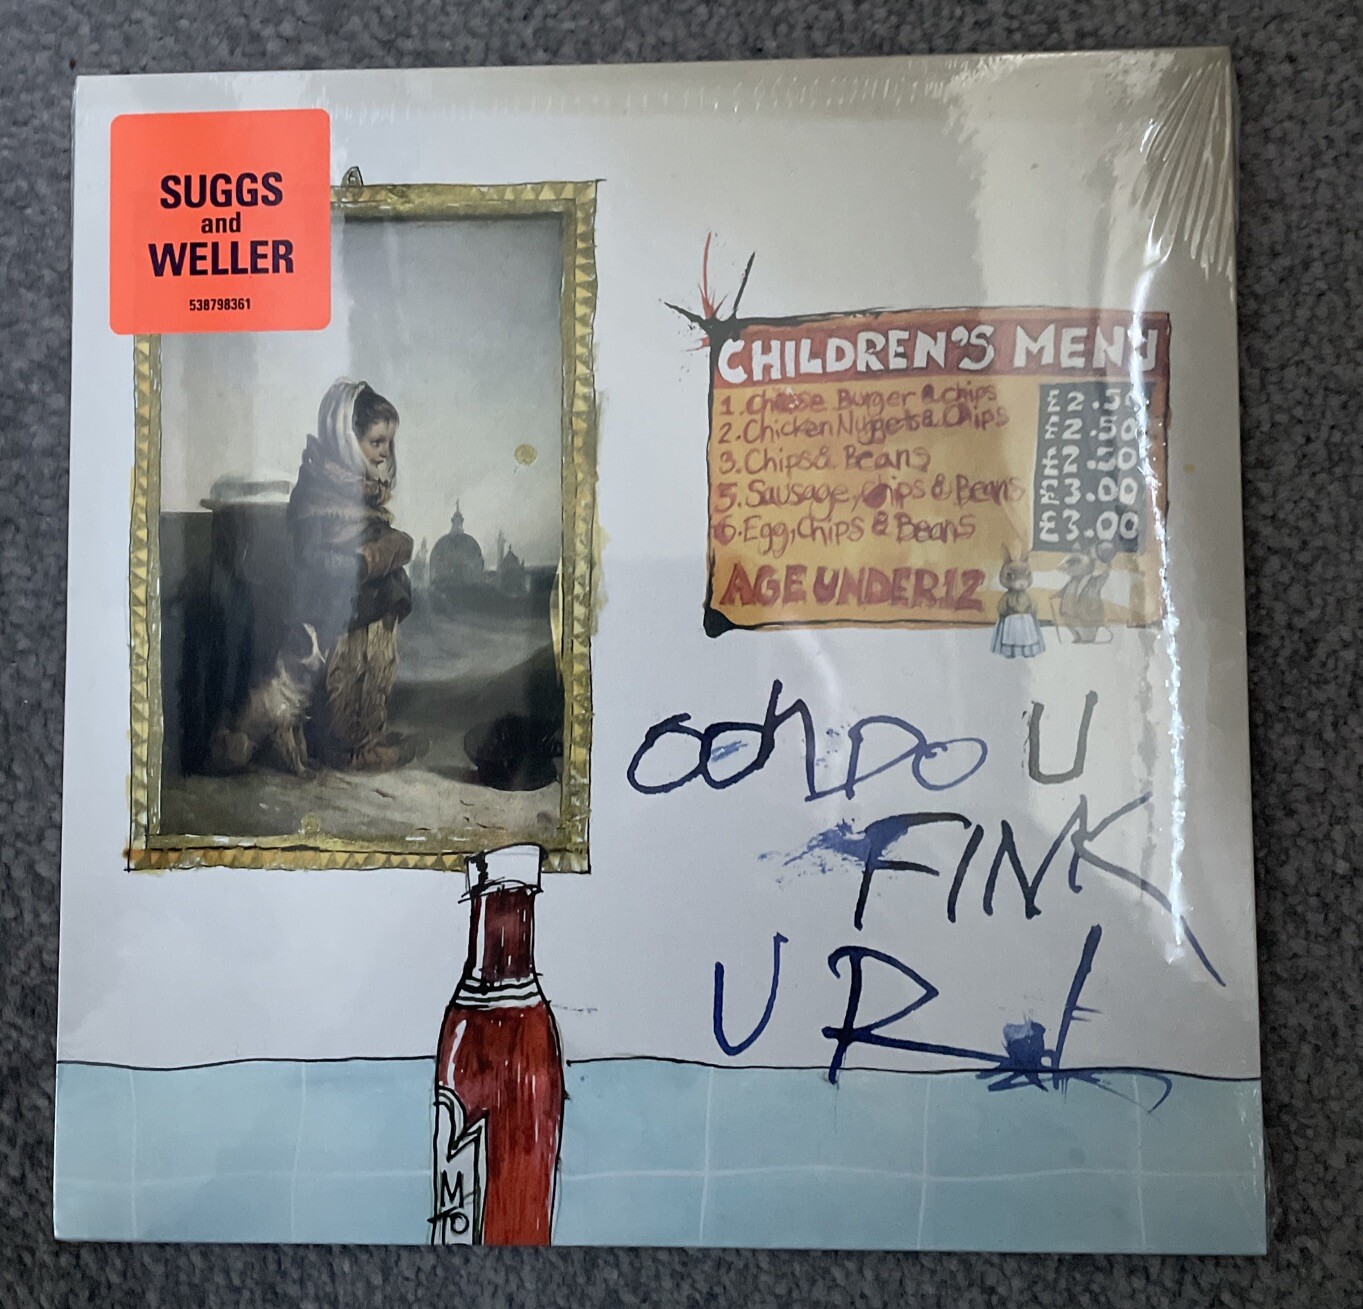 SUGGS
and
WELLER
538798361
CHILDREN'S MENU
1. Cheese Burger & Chips £2.50
2. Chicken Nuggets & Chips £2.50
3. Chips & Beans £2.20
5. Sausage, Chips & Beans £3.00
6. Egg, Chips & Beans £3.00
AGE UNDER 12
OOH DO U
FINK
U R
M
TO